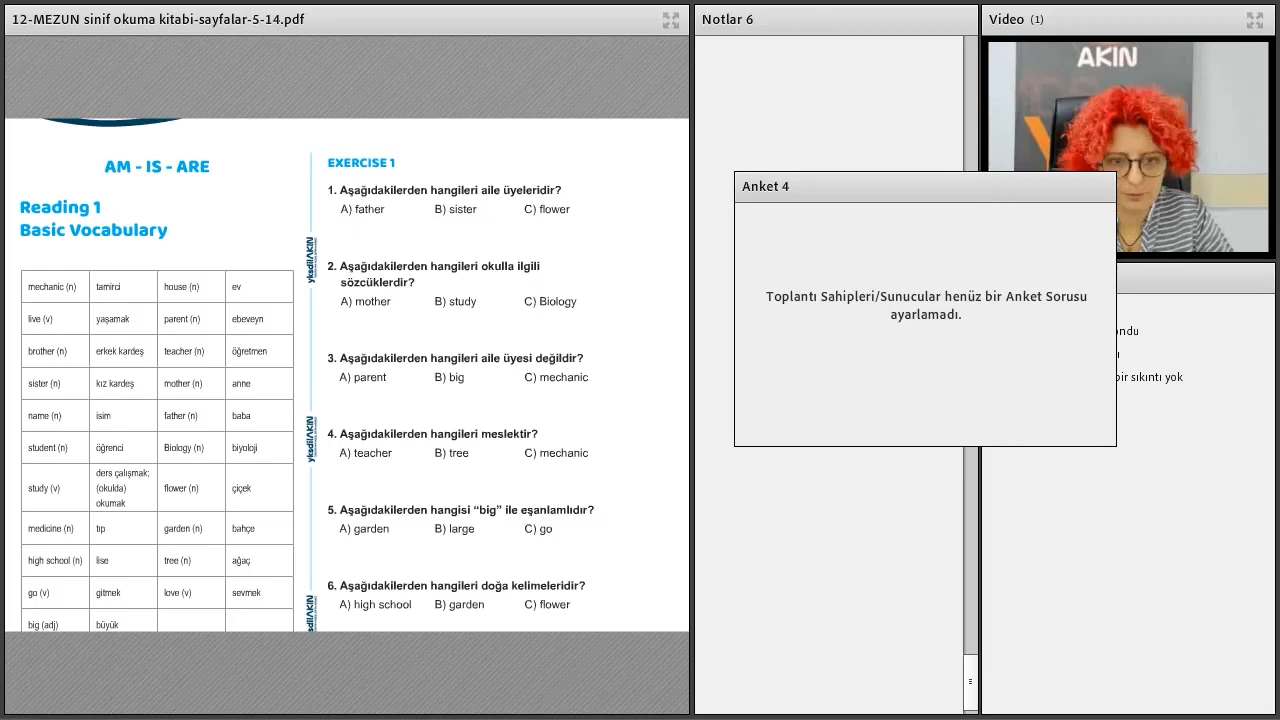 12-MEZUN sinif okuma kitabi-sayfalar-5-14.pdf
AM - IS - ARE
Reading 1
Basic Vocabulary
mechanic (n) tamirci house (n) ev
live (v) yaşamak parent (n) ebeveyn
brother (n) erkek kardeş teacher (n) öğretmen
sister (n) kız kardeş mother (n) anne
name (n) isim father (n) baba
student (n) öğrenci Biology (n) biyoloji
study (v) ders çalışmak; (okulda) okumak flower (n) çiçek
medicine (n) tıp garden (n) bahçe
high school (n) lise tree (n) ağaç
go (v) gitmek love (v) sevmek
big (adj) büyük
yksdilAKIN
yksdilAKIN
yksdilAKIN
EXERCISE 1
1. Aşağıdakilerden hangileri aile üyeleridir?
A) father B) sister C) flower
2. Aşağıdakilerden hangileri okulla ilgili
sözcüklerdir?
A) mother B) study C) Biology
3. Aşağıdakilerden hangileri aile üyesi değildir?
A) parent B) big C) mechanic
4. Aşağıdakilerden hangileri meslektir?
A) teacher B) tree C) mechanic
5. Aşağıdakilerden hangisi “big” ile eşanlamlıdır?
A) garden B) large C) go
6. Aşağıdakilerden hangileri doğa kelimeleridir?
A) high school B) garden C) flower
Notlar 6
Video (1)
AKIN
Anket 4
Toplantı Sahipleri/Sunucular henüz bir Anket Sorusu
ayarlamadı.
bir sıkıntı yok